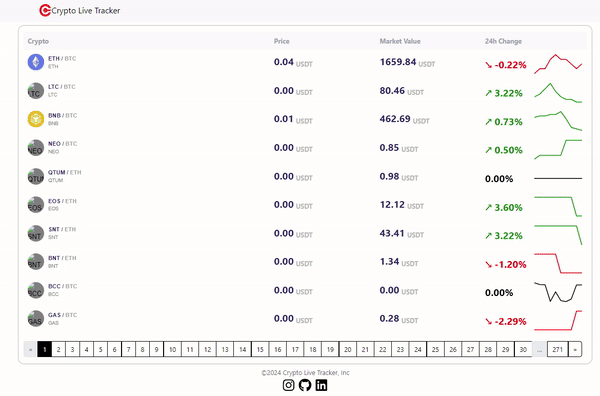 Crypto Live Tracker
Crypto Price Market Value 24h Change
ETH / BTC 0.04 USDT 1659.84 USDT ↘ -0.22%
ETH
LTC / BTC 0.00 USDT 80.46 USDT ↗ 3.22%
LTC
LTC
BNB / BTC 0.01 USDT 462.69 USDT ↗ 0.73%
BNB
NEO / BTC 0.00 USDT 0.85 USDT ↗ 0.50%
NEO
NEO
QTUM / ETH 0.00 USDT 0.98 USDT 0.00%
QTUM
QTUM
EOS / ETH 0.00 USDT 12.12 USDT ↗ 3.60%
EOS
EOS
SNT / ETH 0.00 USDT 43.41 USDT ↗ 3.22%
SNT
SNT
BNT / ETH 0.00 USDT 1.34 USDT ↘ -1.20%
BNT
BNT
BCC / BTC 0.00 USDT 0.00 USDT 0.00%
BCC
BCC
GAS / BTC 0.00 USDT 0.28 USDT ↘ -2.29%
GAS
GAS
« 1 2 3 4 5 6 7 8 9 10 11 12 13 14 15 16 17 18 19 20 21 22 23 24 25 26 27 28 29 30 ... 271 »
©2024 Crypto Live Tracker, Inc